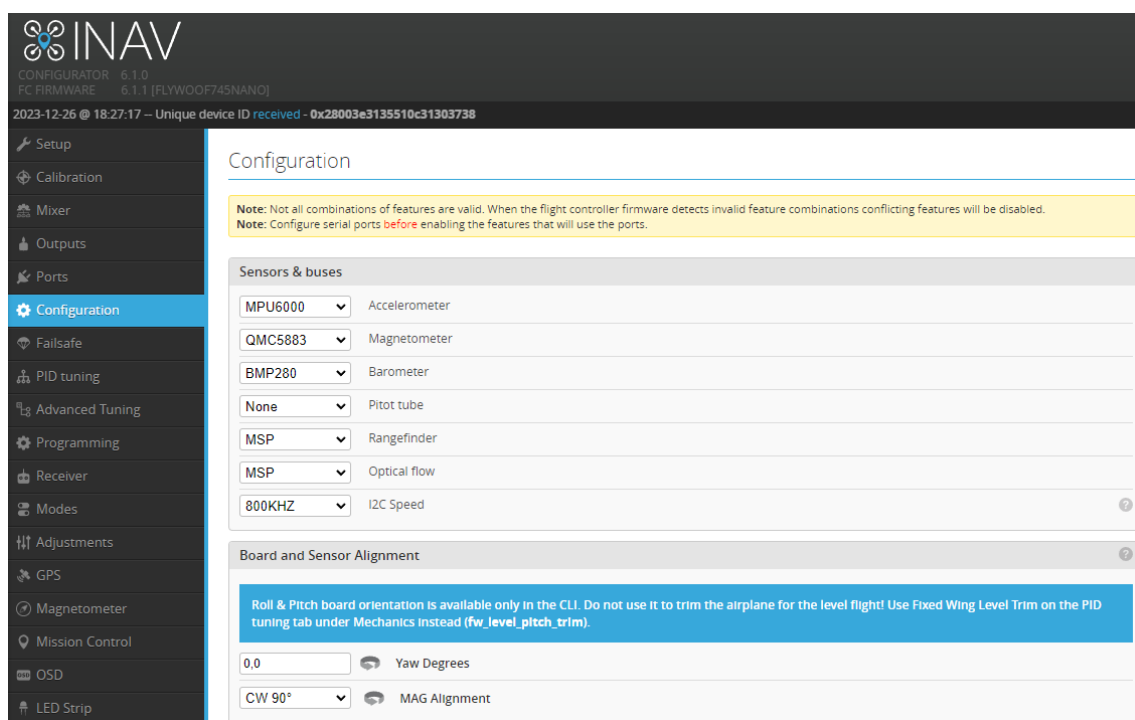 INAV
CONFIGURATOR 6.1.0
FC FIRMWARE 6.1.1 [FLYWOOF745NANO]
2023-12-26 @ 18:27:17 -- Unique device ID received - 0x28003e3135510c31303738
Setup
Calibration
Mixer
Outputs
Ports
Configuration
Failsafe
PID tuning
Advanced Tuning
Programming
Receiver
Modes
Adjustments
GPS
Magnetometer
Mission Control
OSD
LED Strip
Configuration
Note: Not all combinations of features are valid. When the flight controller firmware detects invalid feature combinations conflicting features will be disabled.
Note: Configure serial ports before enabling the features that will use the ports.
Sensors & buses
MPU6000 Accelerometer
QMC5883 Magnetometer
BMP280 Barometer
None Pitot tube
MSP Rangefinder
MSP Optical flow
800KHZ I2C Speed ?
Board and Sensor Alignment ?
Roll & Pitch board orientation is available only in the CLI. Do not use it to trim the airplane for the level flight! Use Fixed Wing Level Trim on the PID
tuning tab under Mechanics instead (fw_level_pitch_trim).
0,0 Yaw Degrees
CW 90° MAG Alignment